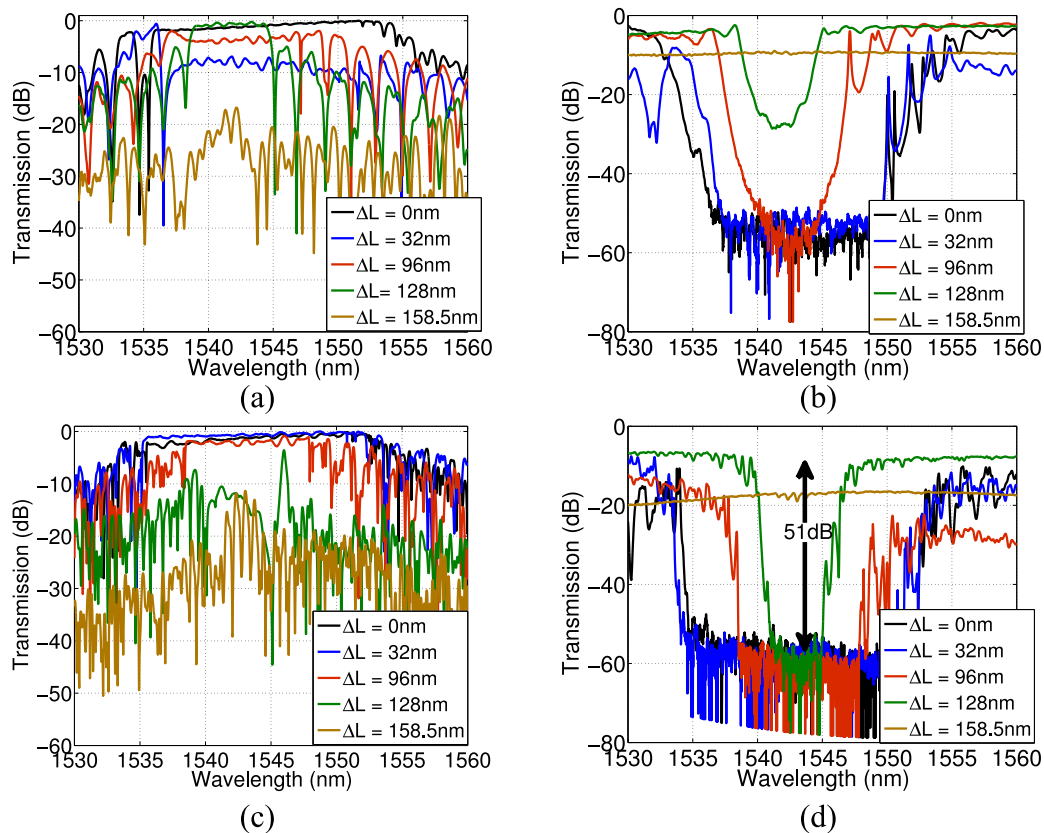 0
−10
−20
−30
−40
−50
−60
Transmission (dB)
1530 1535 1540 1545 1550 1555 1560
Wavelength (nm)
ΔL = 0nm
ΔL = 32nm
ΔL = 96nm
ΔL= 128nm
ΔL = 158.5nm
(a)
0
−20
−40
−60
−80
Transmission (dB)
1530 1535 1540 1545 1550 1555 1560
Wavelength (nm)
ΔL = 0nm
ΔL = 32nm
ΔL = 96nm
ΔL = 128nm
ΔL = 158.5nm
(b)
0
−10
−20
−30
−40
−50
−60
Transmission (dB)
1530 1535 1540 1545 1550 1555 1560
Wavelength (nm)
ΔL = 0nm
ΔL = 32nm
ΔL = 96nm
ΔL = 128nm
ΔL = 158.5nm
(c)
0
−20
−40
−60
−80
Transmission (dB)
51dB
1530 1535 1540 1545 1550 1555 1560
Wavelength (nm)
ΔL = 0nm
ΔL = 32nm
ΔL = 96nm
ΔL = 128nm
ΔL = 158.5nm
(d)